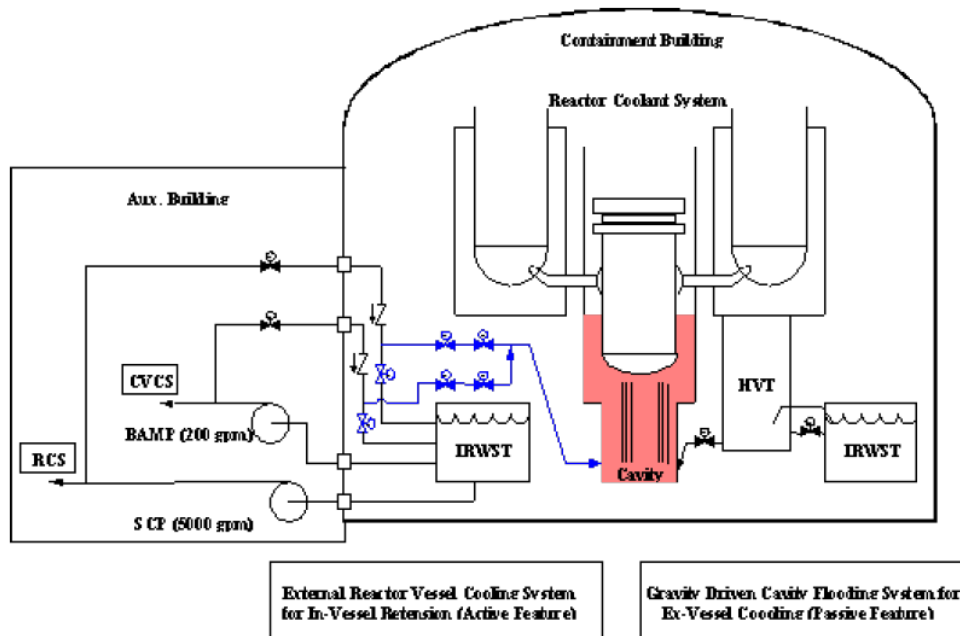 Containment Building
Reactor Coolant System
Aux. Building
CVCS
BAMP (200 gpm)
RCS
SCP (5000 gpm)
IRWST
Cavity
HVT
IRWST
External Reactor Vessel Cooling System
for In-Vessel Retension (Active Feature)
Gravity Driven Cavity Flooding System for
Ex-Vessel Coooling (Passive Feature)